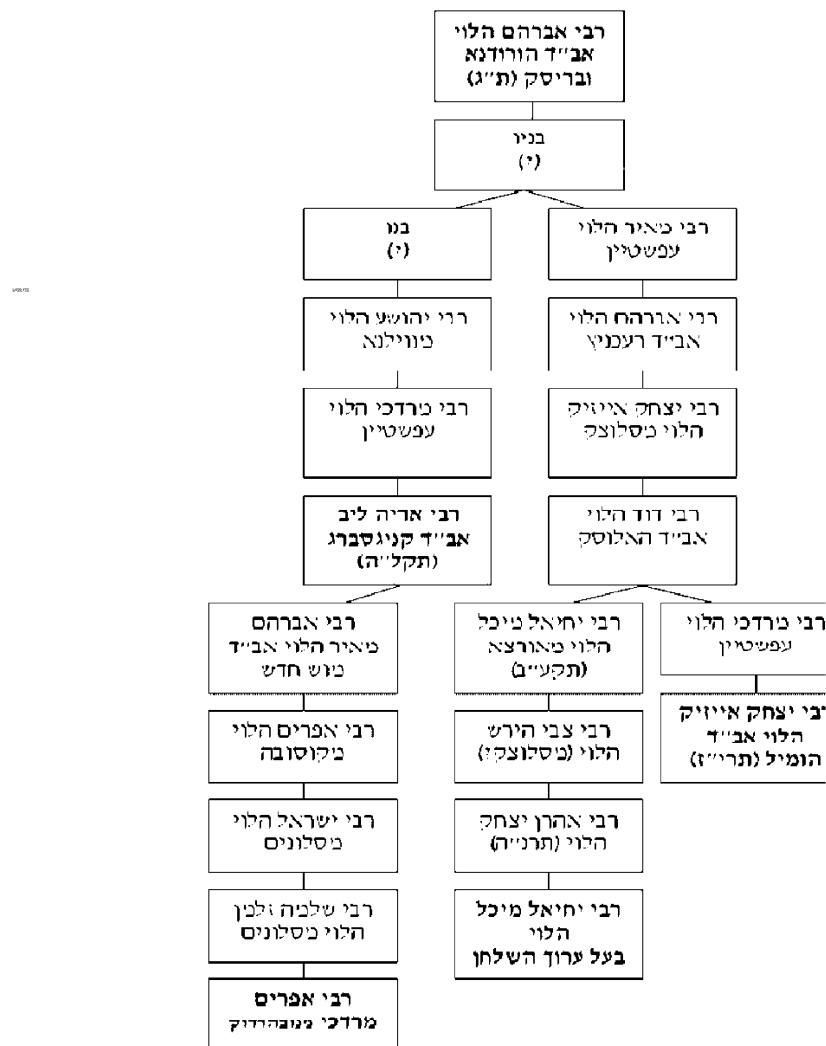 רבי אברהם הלוי
אב״ד הורודנא
ובריסק (ת״ג)
בניו
(י)
רבי מאיר הלוי
עפשטיין
בנו
(י)
רבי אברהם הלוי
אב״ד רעכניץ
רבי יהושע הלוי
מווילנא
רבי יצחק אייזיק
הלוי מסלוצק
רבי מרדכי הלוי
עפשטיין
רבי דוד הלוי
אב״ד האלוסק
רבי אריה ליב
אב״ד קניגסברג
(תקל״ה)
רבי מרדכי הלוי
עפשטיין
רבי יחיאל מיכל
הלוי מאורצא
(תקע״ב)
רבי אברהם
מאיר הלוי אב״ד
מוש חדש
רבי יצחק אייזיק
הלוי אב״ד
הומיל (תרי״ז)
רבי צבי הירש
הלוי (מסלוצק?)
רבי אפרים הלוי
מקוסובה
רבי אהרן יצחק
הלוי (תרנ״ה)
רבי ישראל הלוי
מסלונים
רבי יחיאל מיכל
הלוי
בעל ערוך השלחן
רבי שלמה זלמן
הלוי מסלונים
רבי אפרים
מרדכי